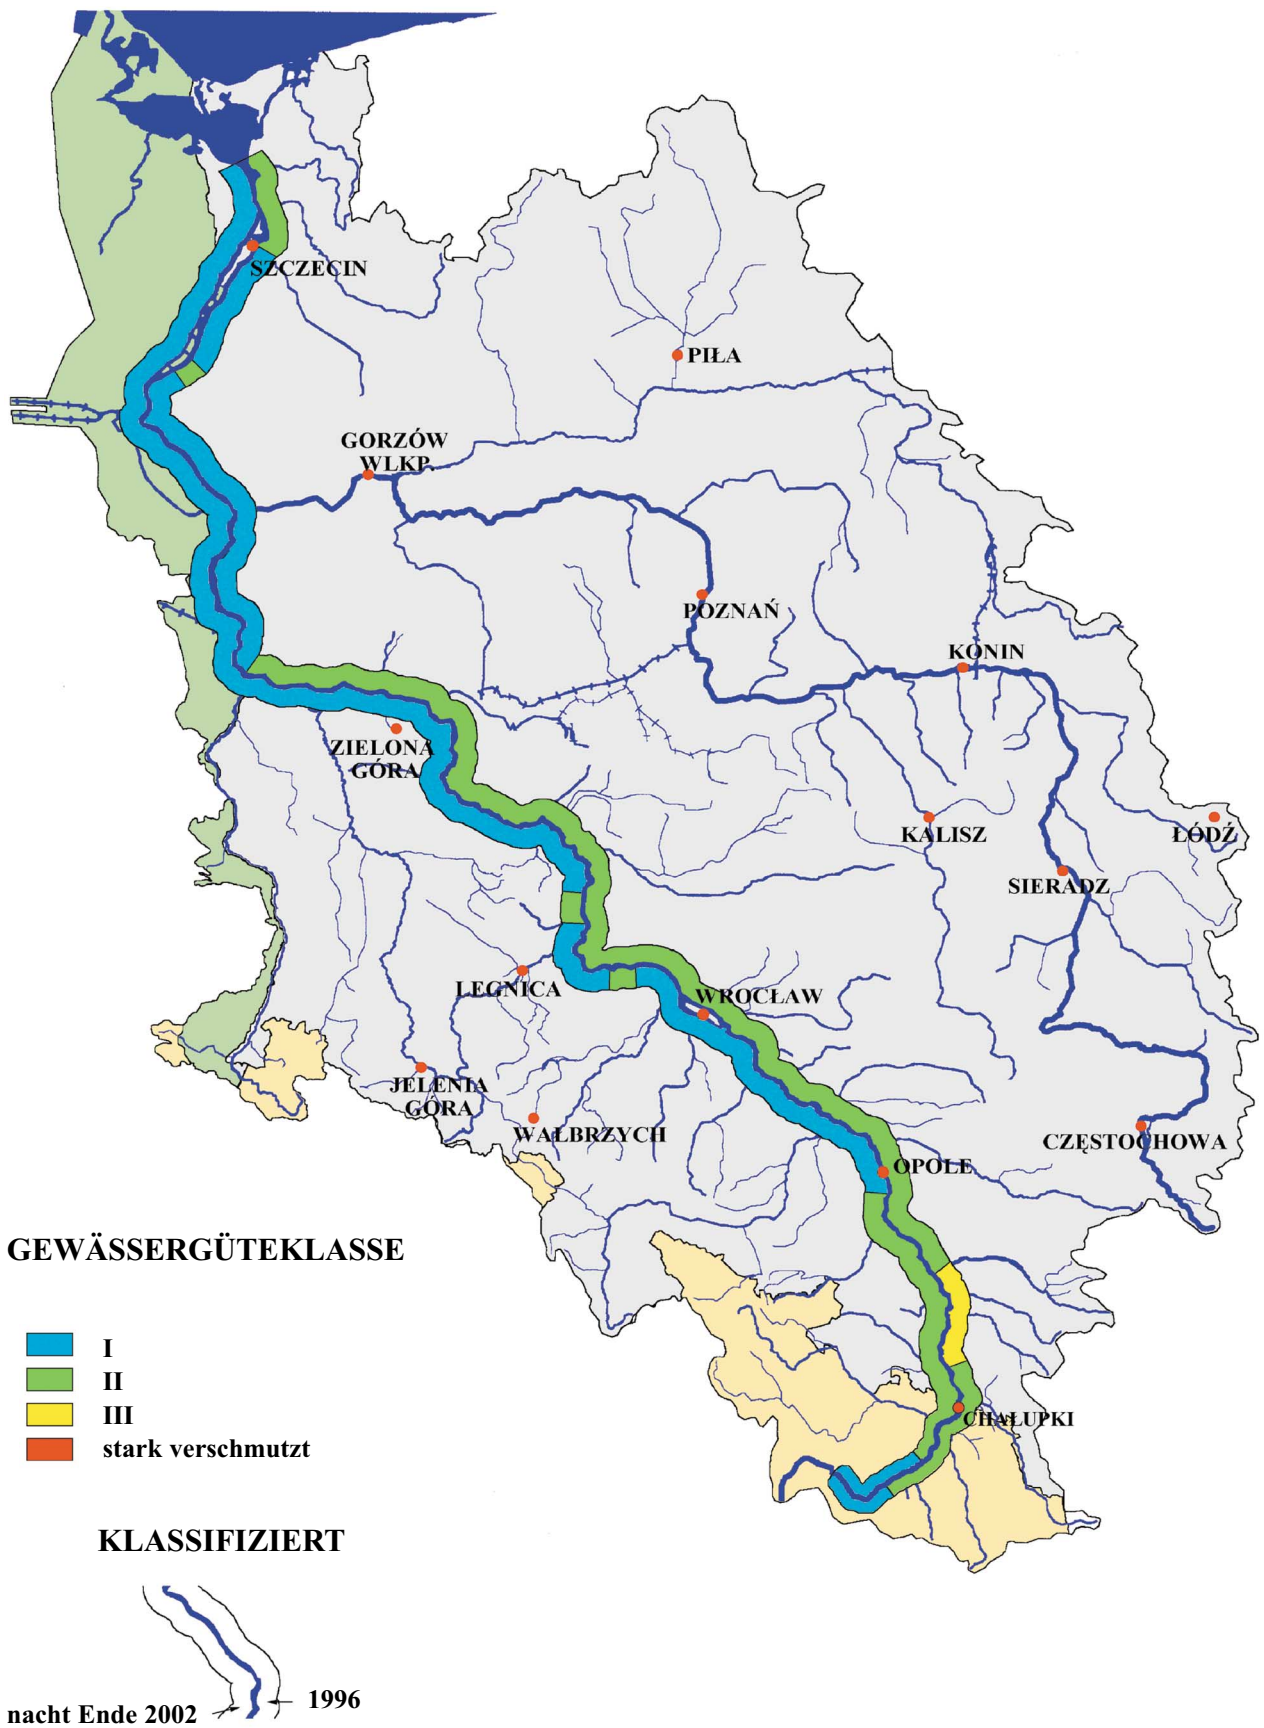 SZCZECIN
PIŁA
GORZÓW
WLKP.
POZNAŃ
KONIN
ZIELONA
GÓRA
KALISZ
ŁÓDŹ
SIERADZ
LEGNICA
WROCŁAW
JELENIA
GÓRA
WAŁBRZYCH
CZĘSTOCHOWA
OPOLE
CHAŁUPKI
GEWÄSSERGÜTEKLASSE
I
II
III
stark verschmutzt
KLASSIFIZIERT
1996
nacht Ende 2002